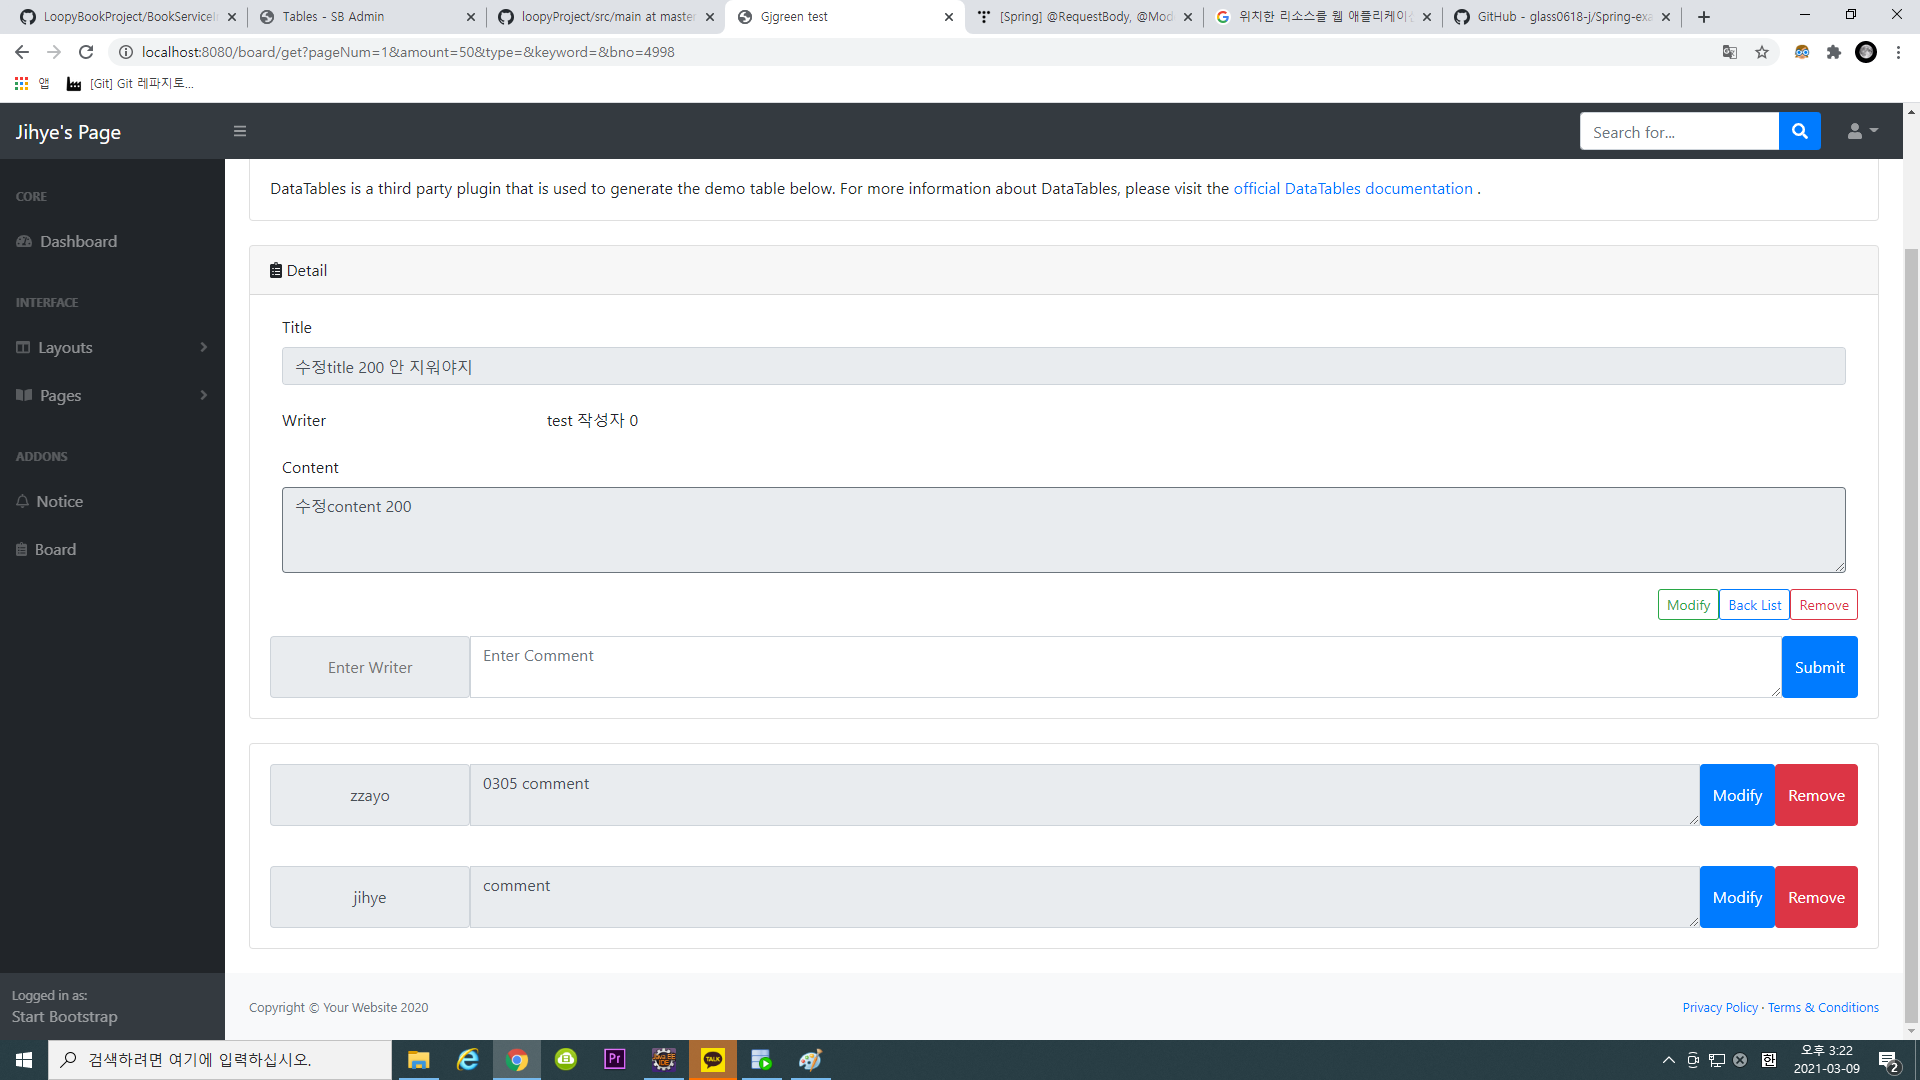 LoopyBookProject/BookServiceI
Tables - SB Admin
loopyProject/src/main at master
Gjgreen test
[Spring] @RequestBody, @Mod
위치한 리소스를 웹 애플리케이션
GitHub - glass0618-j/Spring-exa
localhost:8080/board/get?pageNum=1&amount=50&type=&keyword=&bno=4998
앱
[Git] Git 레파지토...
Jihye's Page
Search for...
CORE
Dashboard
INTERFACE
Layouts
Pages
ADDONS
Notice
Board
Logged in as:
Start Bootstrap
DataTables is a third party plugin that is used to generate the demo table below. For more information about DataTables, please visit the official DataTables documentation .
Detail
Title
수정title 200 안 지워야지
Writer test 작성자 0
Content
수정content 200
Modify Back List Remove
Enter Writer Enter Comment Submit
zzayo 0305 comment Modify Remove
jihye comment Modify Remove
Copyright © Your Website 2020 Privacy Policy · Terms & Conditions
검색하려면 여기에 입력하십시오.
Pr
TALK
한
오후 3:22
2021-03-09
2